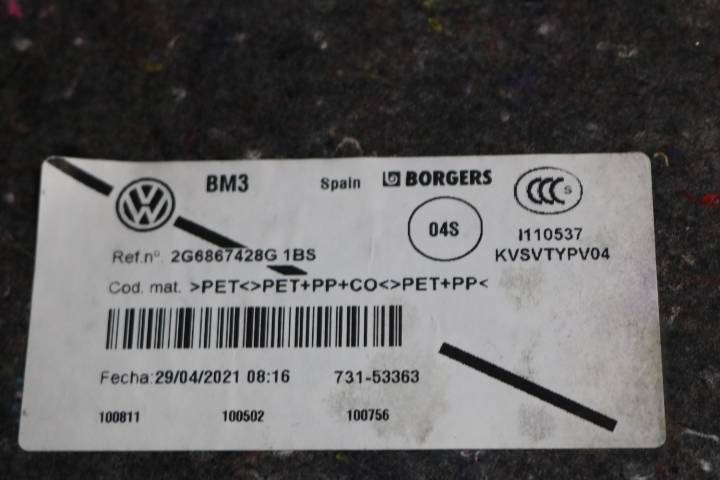 BM3 Spain BORGERS CCC S
04S I110537
KVSVTYPV04
Ref.nº. 2G6867428G 1BS
Cod. mat. >PET<>PET+PP+CO<>PET+PP<
Fecha:29/04/2021 08:16 731-53363
100811 100502 100756